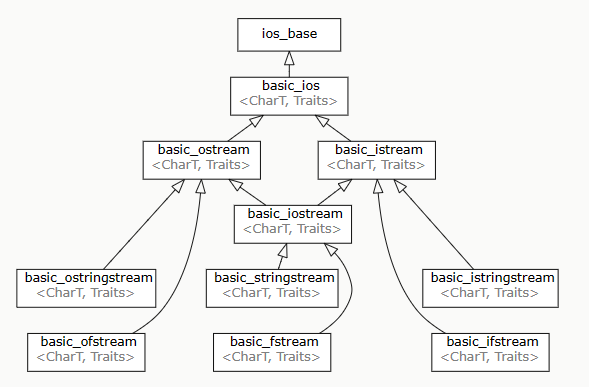 ios_base
basic_ios
<CharT, Traits>
basic_ostream
<CharT, Traits>
basic_istream
<CharT, Traits>
basic_iostream
<CharT, Traits>
basic_ostringstream
<CharT, Traits>
basic_stringstream
<CharT, Traits>
basic_istringstream
<CharT, Traits>
basic_ofstream
<CharT, Traits>
basic_fstream
<CharT, Traits>
basic_ifstream
<CharT, Traits>